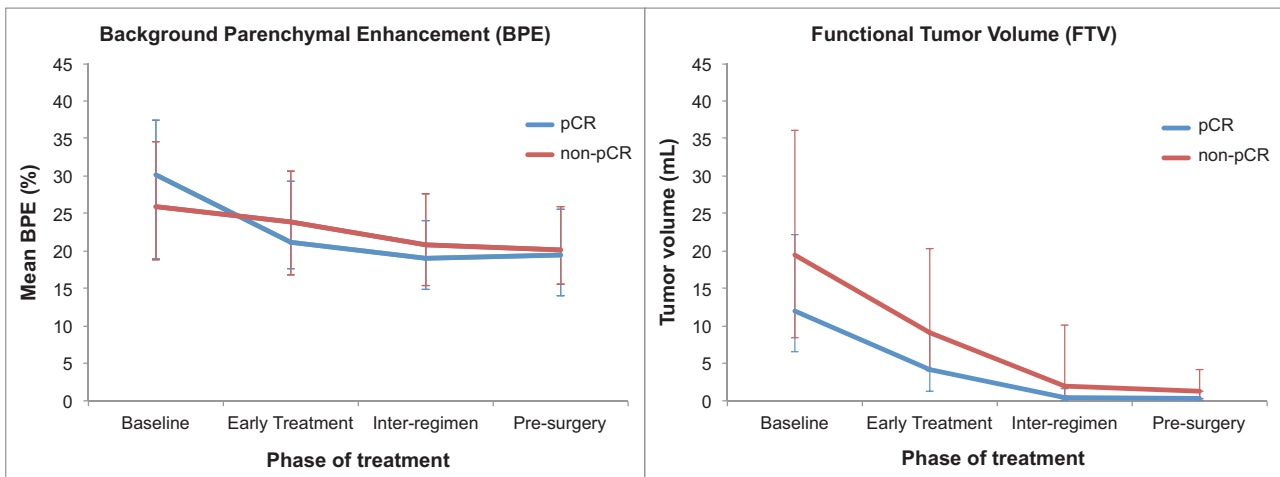 Background Parenchymal Enhancement (BPE)
45
40
35
30
25
20
15
10
5
0
Mean BPE (%)
pCR
non-pCR
Baseline Early Treatment Inter-regimen Pre-surgery
Phase of treatment
Functional Tumor Volume (FTV)
45
40
35
30
25
20
15
10
5
0
Tumor volume (mL)
pCR
non-pCR
Baseline Early Treatment Inter-regimen Pre-surgery
Phase of treatment